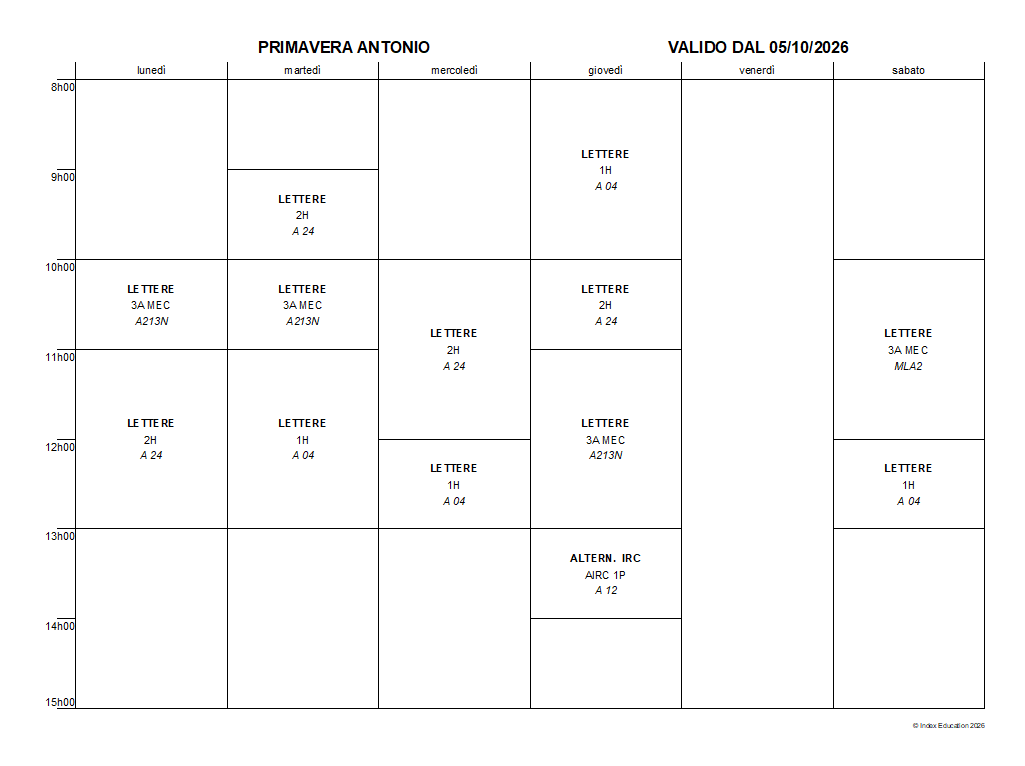 PRIMAVERA ANTONIO
VALIDO DAL 05/10/2026
lunedì
martedì
mercoledì
giovedì
venerdì
sabato
8h00
9h00
10h00
11h00
12h00
13h00
14h00
15h00
LETTERE
3A MEC
A213N
LETTERE
2H
A 24
LETTERE
2H
A 24
LETTERE
3A MEC
A213N
LETTERE
1H
A 04
LETTERE
2H
A 24
LETTERE
1H
A 04
LETTERE
1H
A 04
LETTERE
2H
A 24
LETTERE
3A MEC
A213N
ALTERN. IRC
AIRC 1P
A 12
LETTERE
3A MEC
MLA2
LETTERE
1H
A 04
© Index Education 2026